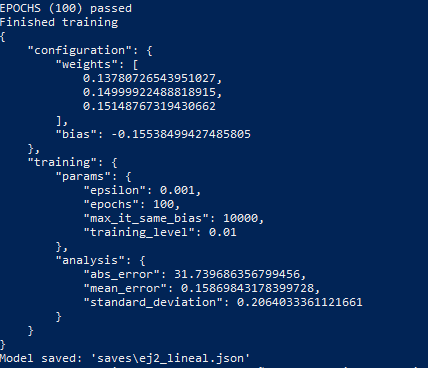 EPOCHS (100) passed
Finished training
{
    "configuration": {
        "weights": [
            0.13780726543951027,
            0.14999922488818915,
            0.15148767319430662
        ],
        "bias": -0.15538499427485805
    },
    "training": {
        "params": {
            "epsilon": 0.001,
            "epochs": 100,
            "max_it_same_bias": 10000,
            "training_level": 0.01
        },
        "analysis": {
            "abs_error": 31.739686356799456,
            "mean_error": 0.15869843178399728,
            "standard_deviation": 0.2064033361121661
        }
    }
}
Model saved: 'saves\ej2_lineal.json'